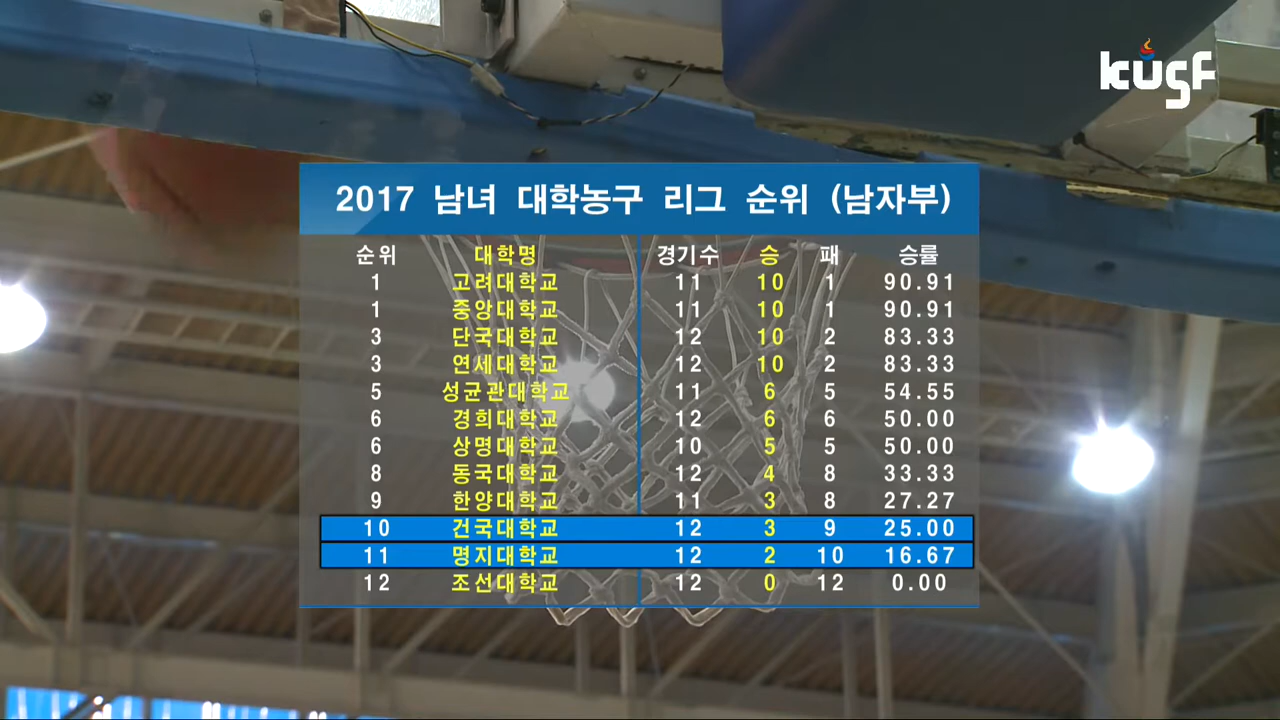 kusf
2017 남녀 대학농구 리그 순위 (남자부)
순위 대학명 경기수 승 패 승률
1 고려대학교 11 10 1 90.91
1 중앙대학교 11 10 1 90.91
3 단국대학교 12 10 2 83.33
3 연세대학교 12 10 2 83.33
5 성균관대학교 11 6 5 54.55
6 경희대학교 12 6 6 50.00
6 상명대학교 10 5 5 50.00
8 동국대학교 12 4 8 33.33
9 한양대학교 11 3 8 27.27
10 건국대학교 12 3 9 25.00
11 명지대학교 12 2 10 16.67
12 조선대학교 12 0 12 0.00